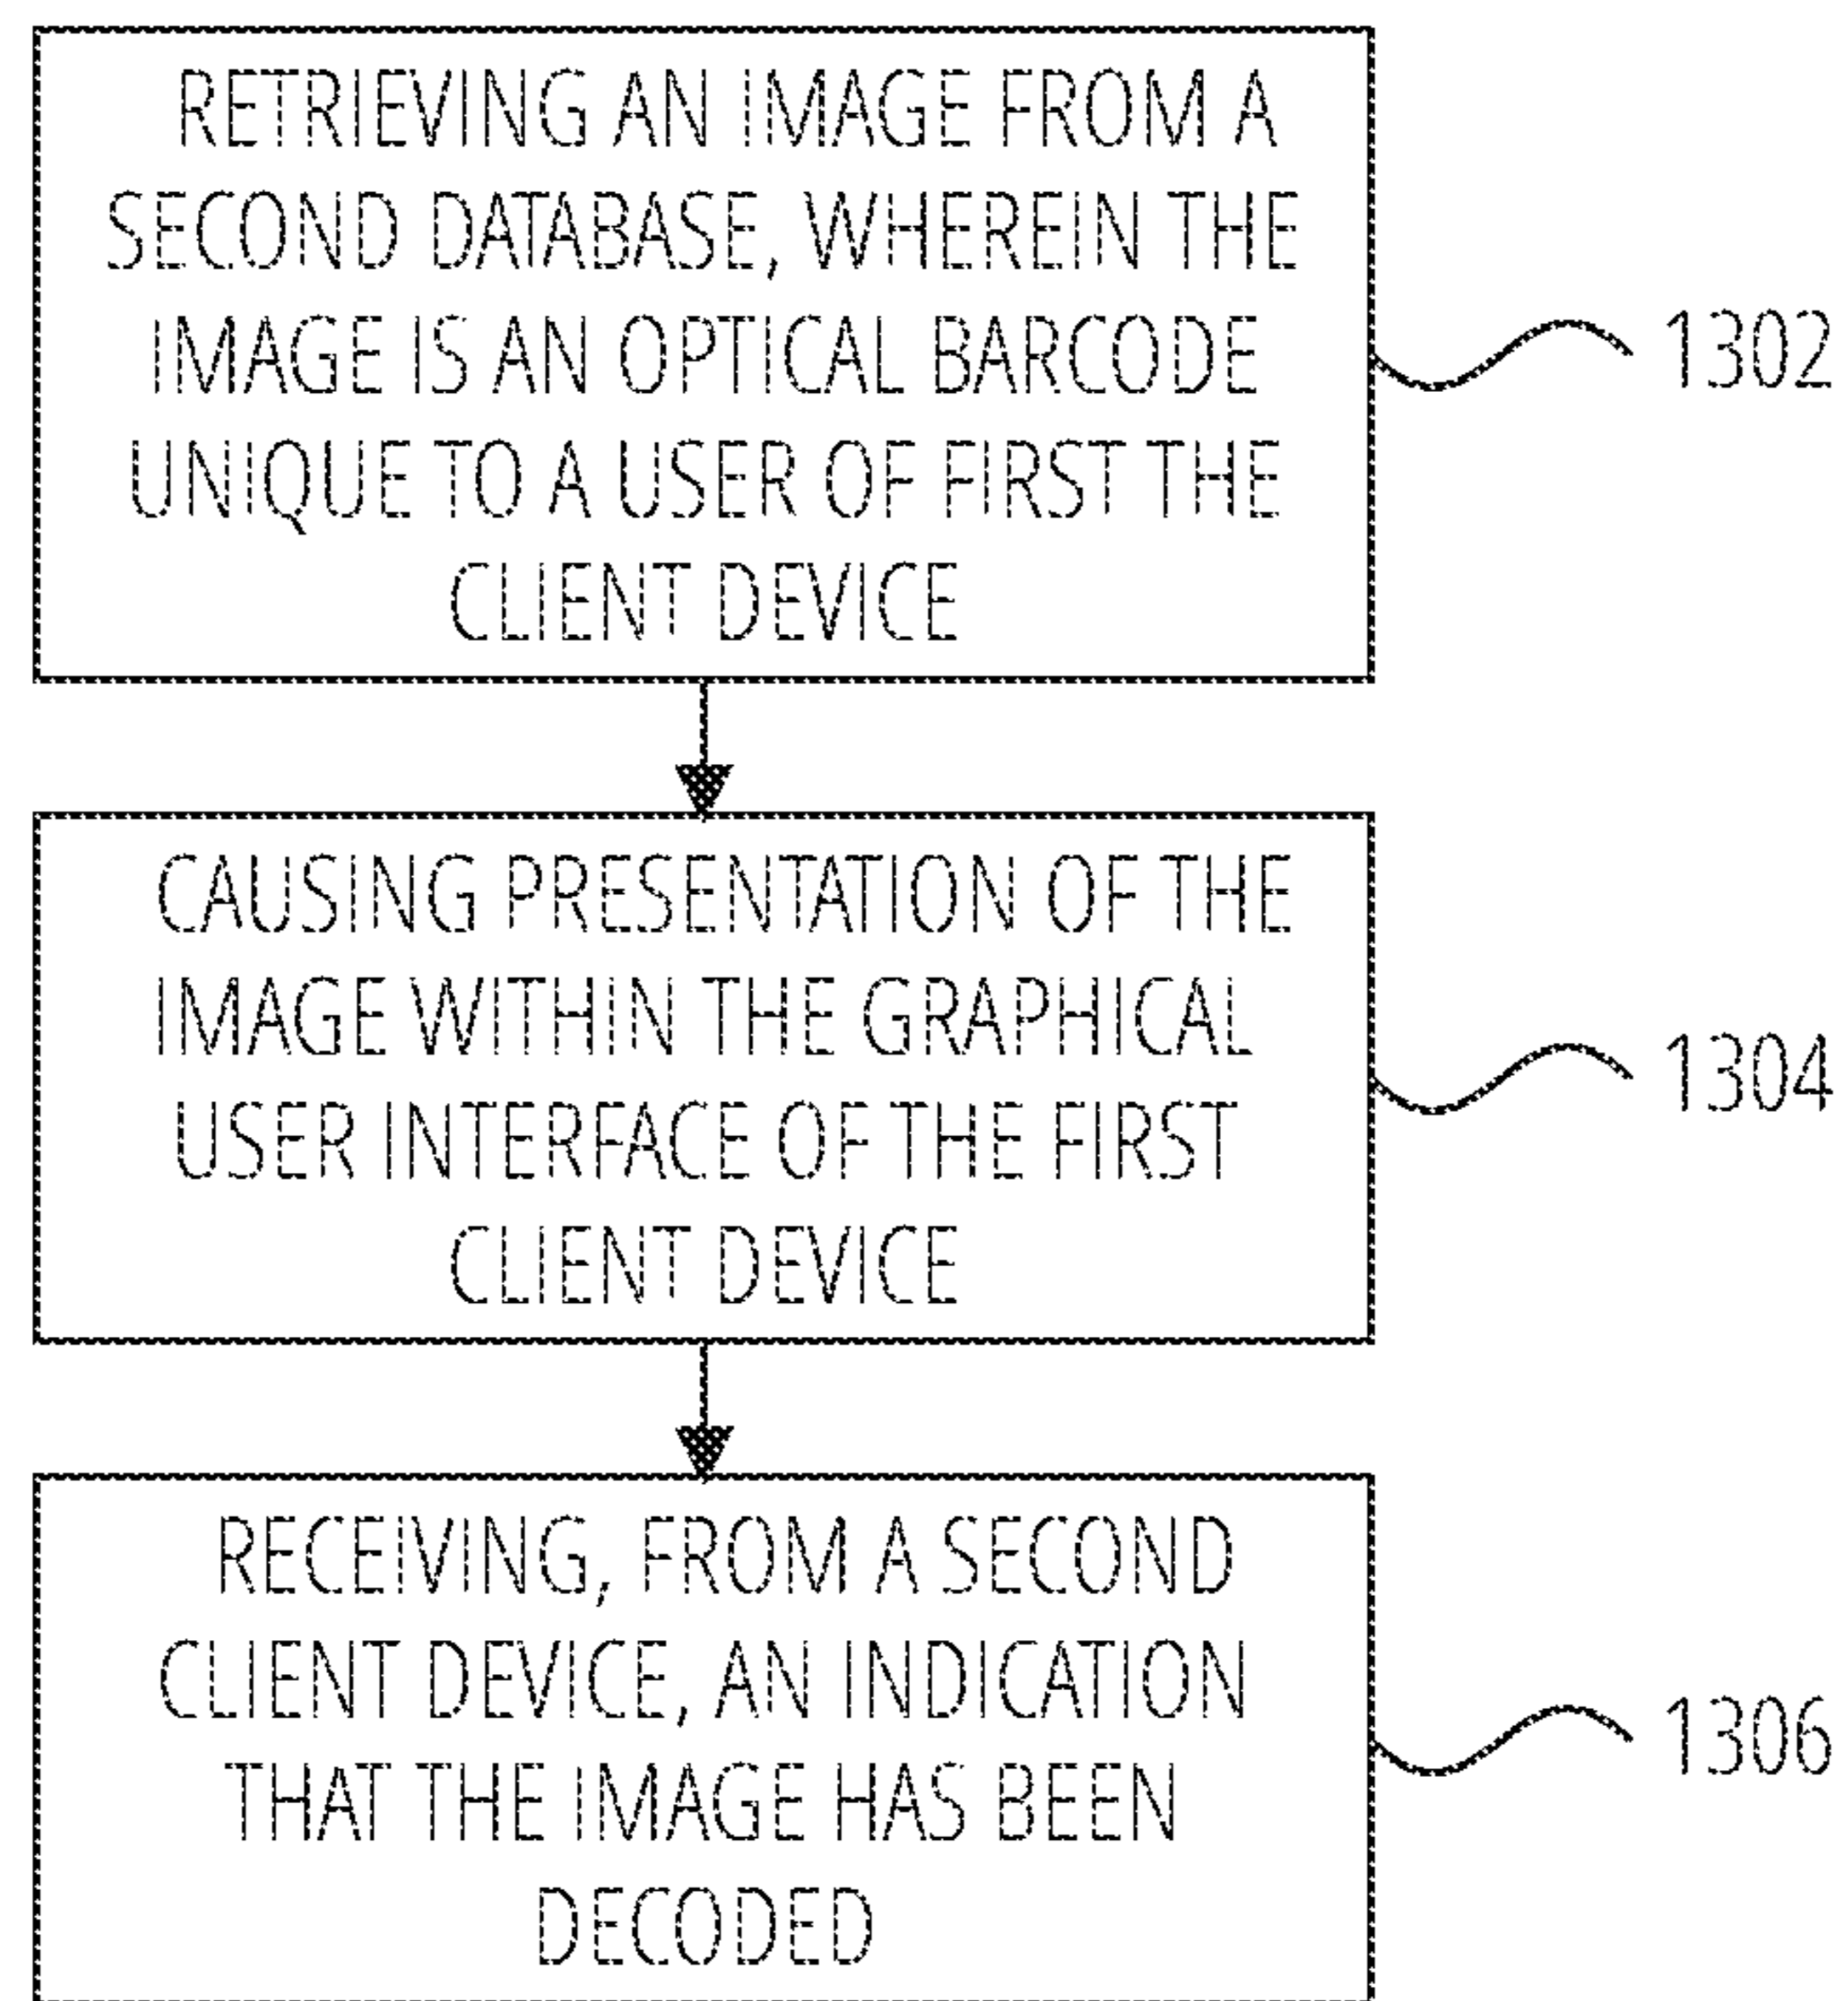 RETRIEVING AN IMAGE FROM A
SECOND DATABASE, WHEREIN THE
IMAGE IS AN OPTICAL BARCODE
UNIQUE TO A USER OF FIRST THE
CLIENT DEVICE
1302
CAUSING PRESENTATION OF THE
IMAGE WITHIN THE GRAPHICAL
USER INTERFACE OF THE FIRST
CLIENT DEVICE
1304
RECEIVING, FROM A SECOND
CLIENT DEVICE, AN INDICATION
THAT THE IMAGE HAS BEEN
DECODED
1306